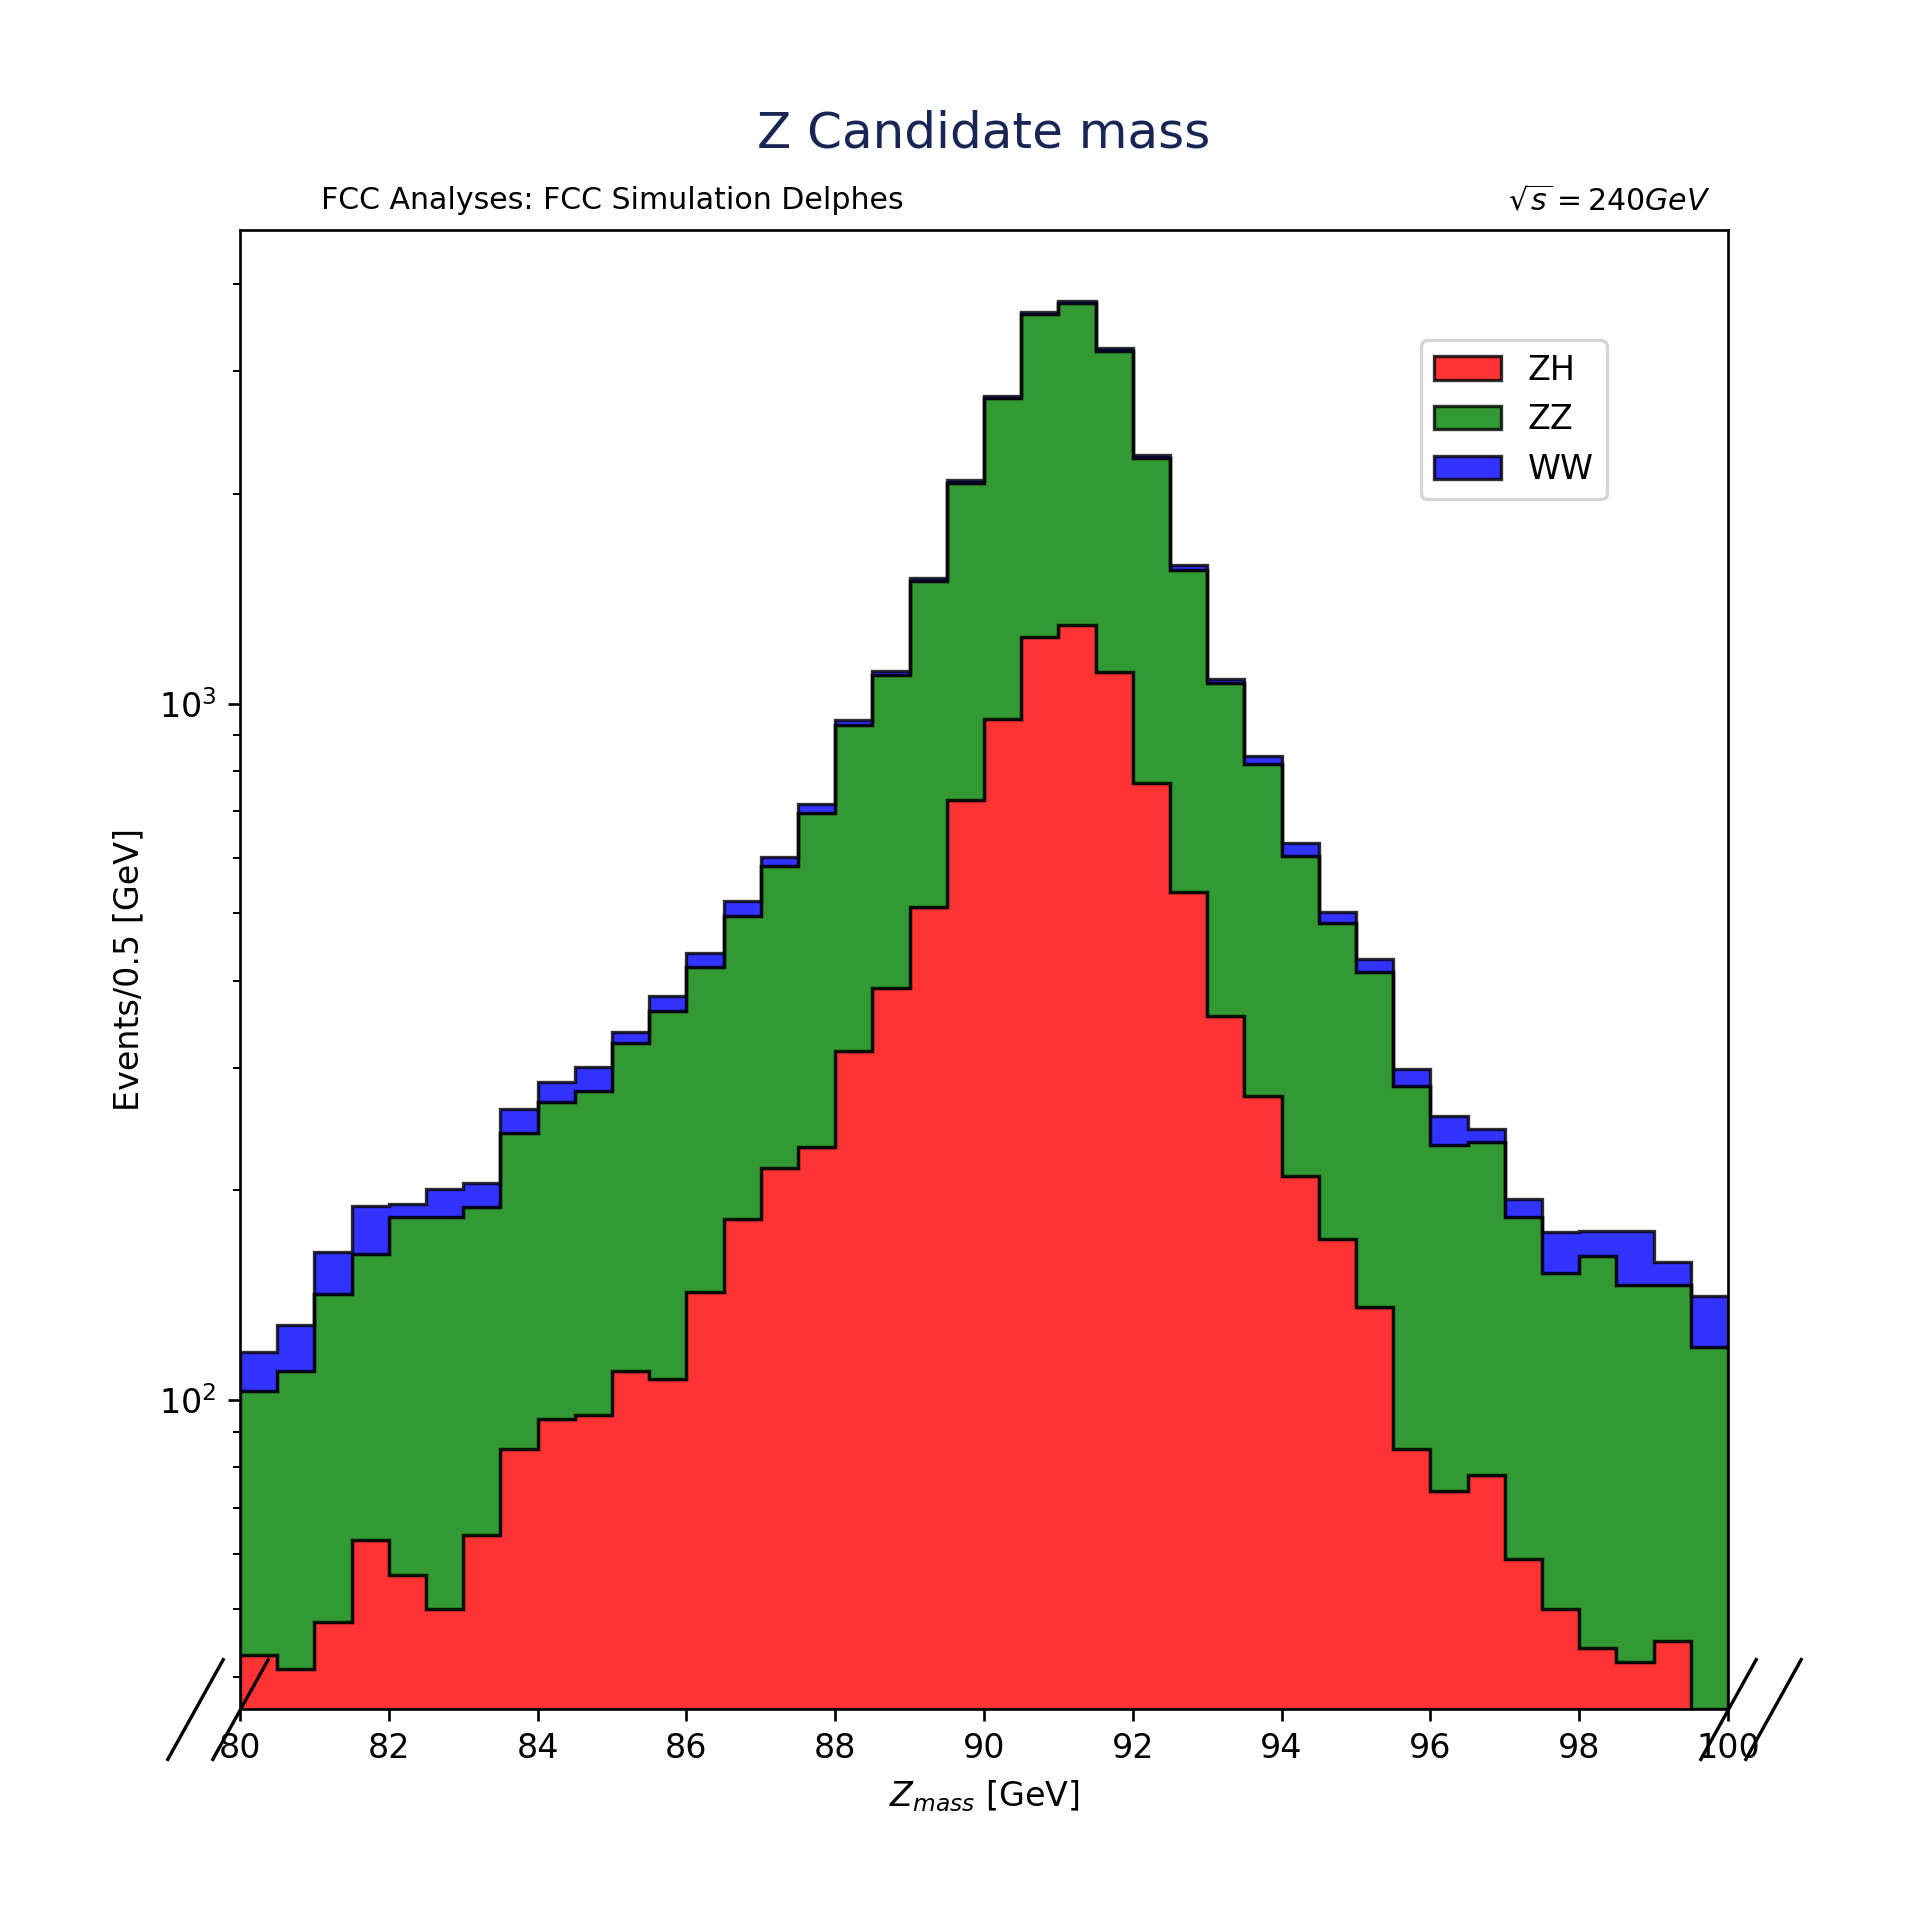 Z Candidate mass
FCC Analyses: FCC Simulation Delphes
√s = 240GeV
ZH
ZZ
WW
10³
10²
Events/0.5 [GeV]
80 82 84 86 88 90 92 94 96 98 100
Z_mass [GeV]